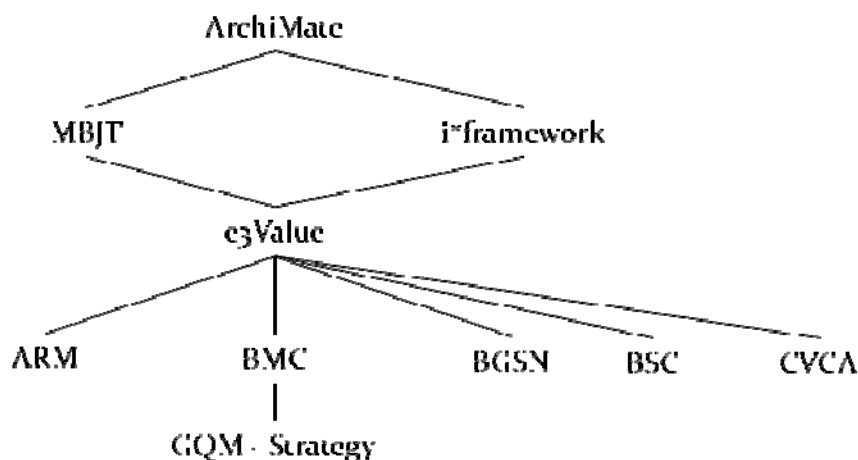 ArchiMate
MBJT i*framework
e3Value
ARM BMC BGSN BSC CVCA
GQM - Strategy